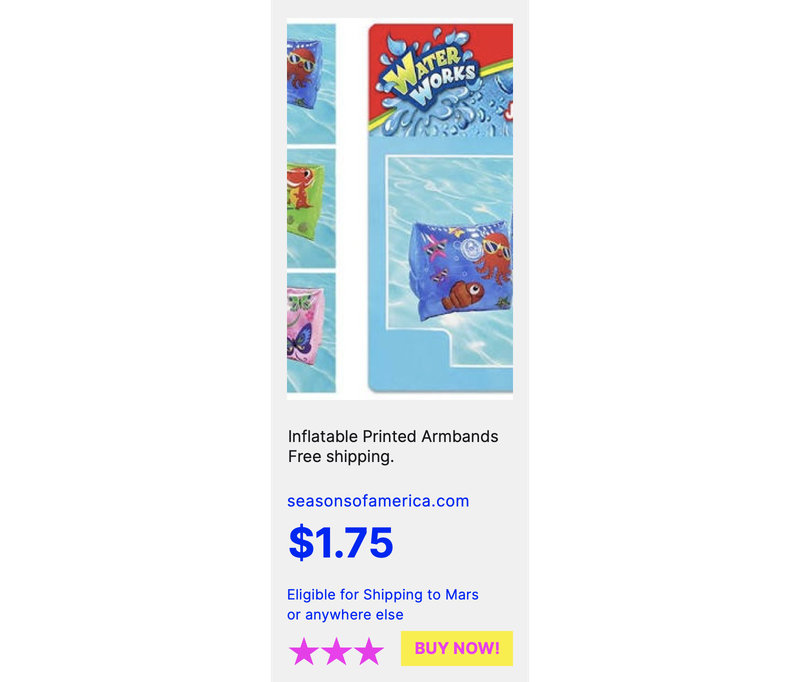 WATER
WORKS
Inflatable Printed Armbands
Free shipping.
seasonsofamerica.com
$1.75
Eligible for Shipping to Mars
or anywhere else
BUY NOW!